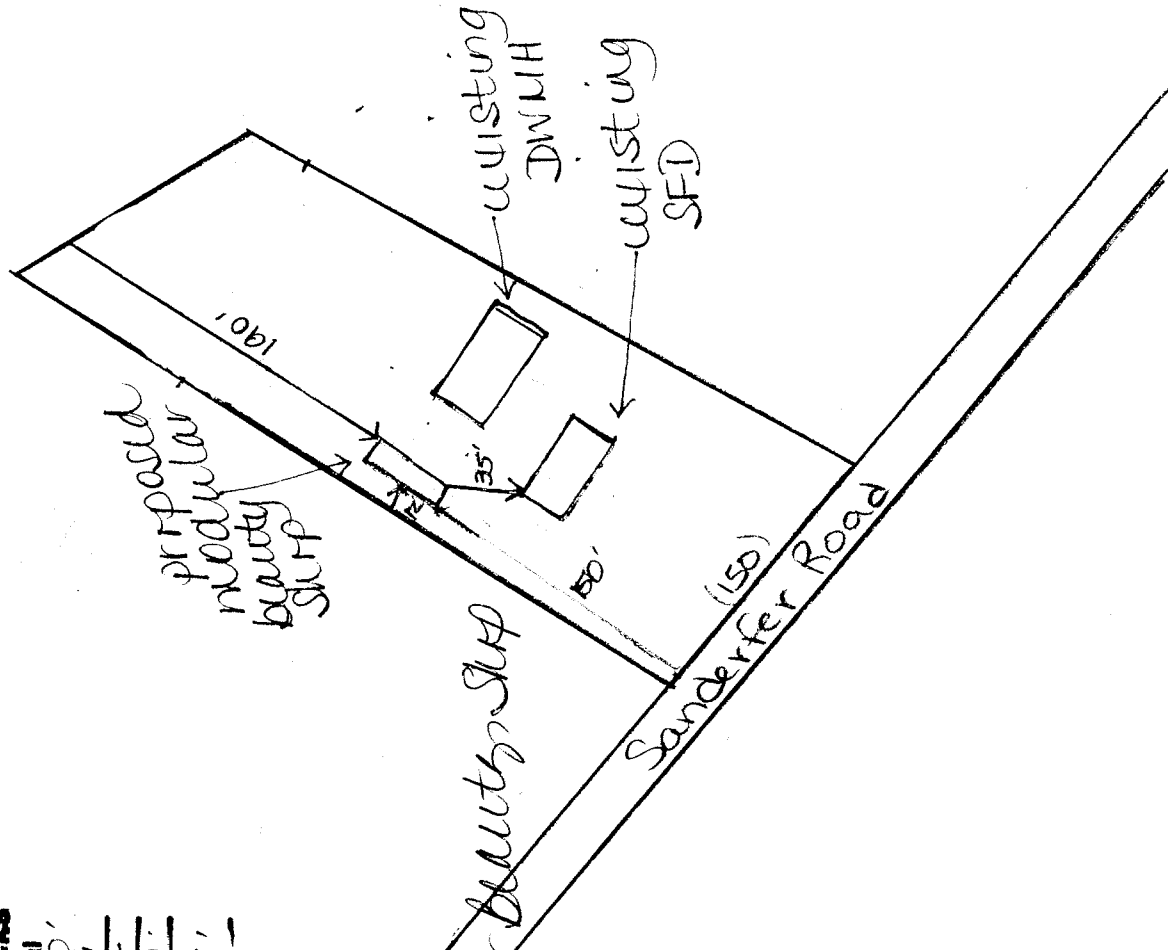 existing
DWMH
existing
SFD
190'
proposed
modular
beauty
shop
35'
50'
(150)
Sanderfer Road
Beauty Shop